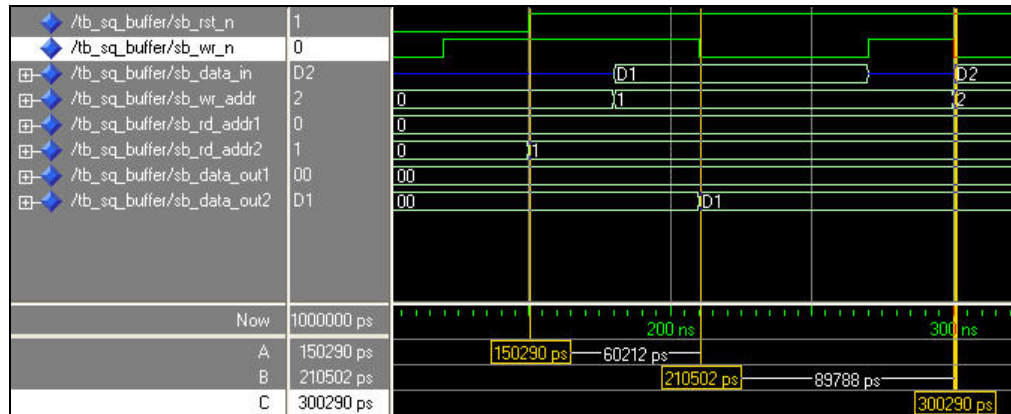 /tb_sq_buffer/sb_rst_n 1
/tb_sq_buffer/sb_wr_n 0
/tb_sq_buffer/sb_data_in D2 D1 D2
/tb_sq_buffer/sb_wr_addr 2 0 1 2
/tb_sq_buffer/sb_rd_addr1 0 0
/tb_sq_buffer/sb_rd_addr2 1 0 1
/tb_sq_buffer/sb_data_out1 00 00
/tb_sq_buffer/sb_data_out2 D1 00 D1
Now 1000000 ps 200 ns 300 ns
A 150290 ps 150290 ps 60212 ps
B 210502 ps 210502 ps 89788 ps
C 300290 ps 300290 ps